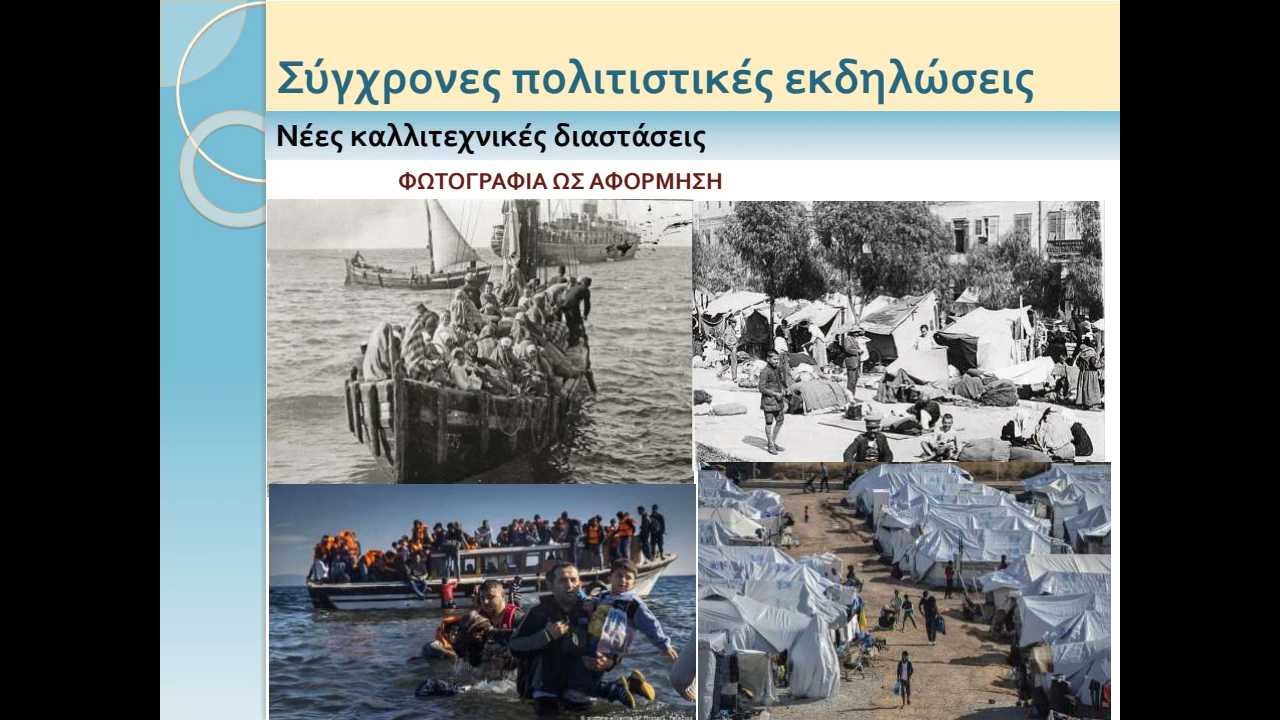 Σύγχρονες πολιτιστικές εκδηλώσεις
Νέες καλλιτεχνικές διαστάσεις
ΦΩΤΟΓΡΑΦΙΑ ΩΣ ΑΦΟΡΜΗΣΗ